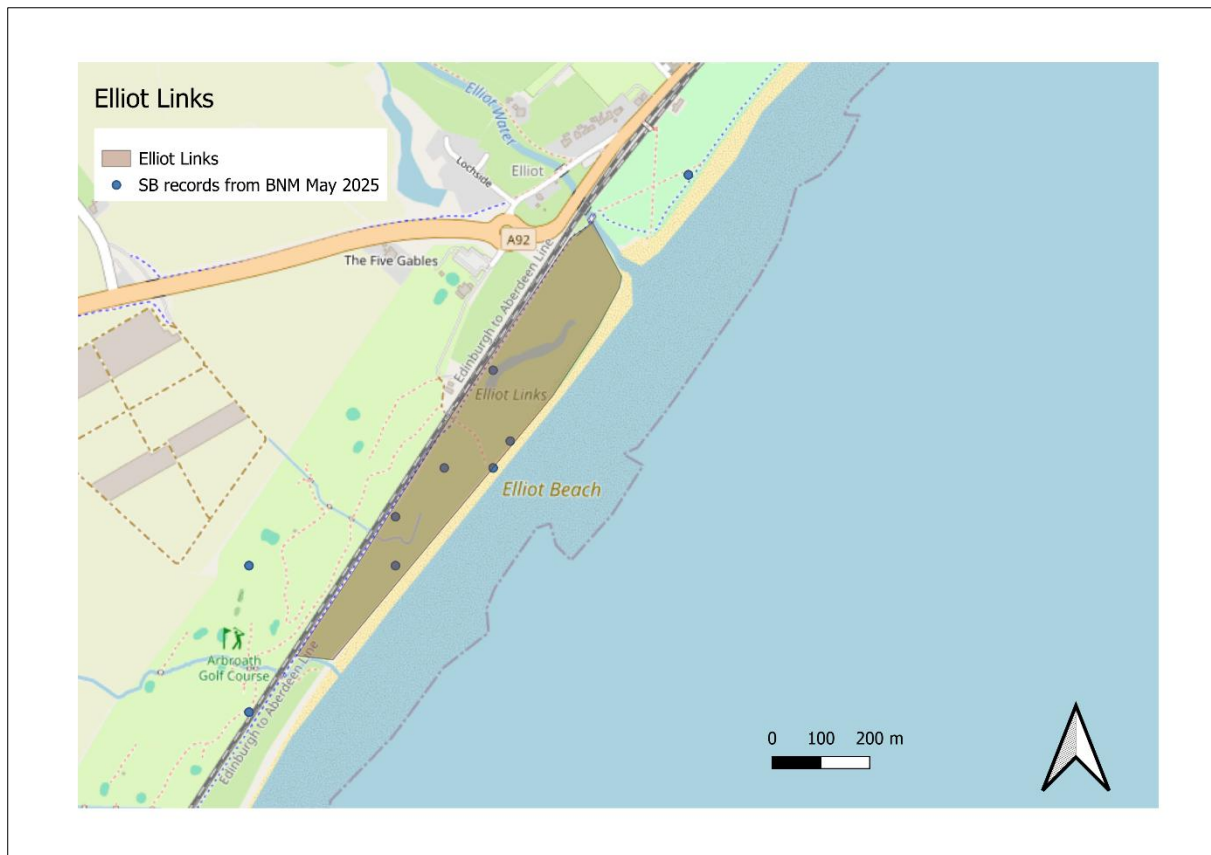 Elliot Links
Elliot Links
SB records from BNM May 2025
Elliot Water
Lochside
Elliot
A92
The Five Gables
Edinburgh to Aberdeen Line
Elliot Links
Elliot Beach
Arbroath
Golf Course
Edinburgh to Aberdeen Line
0 100 200 m